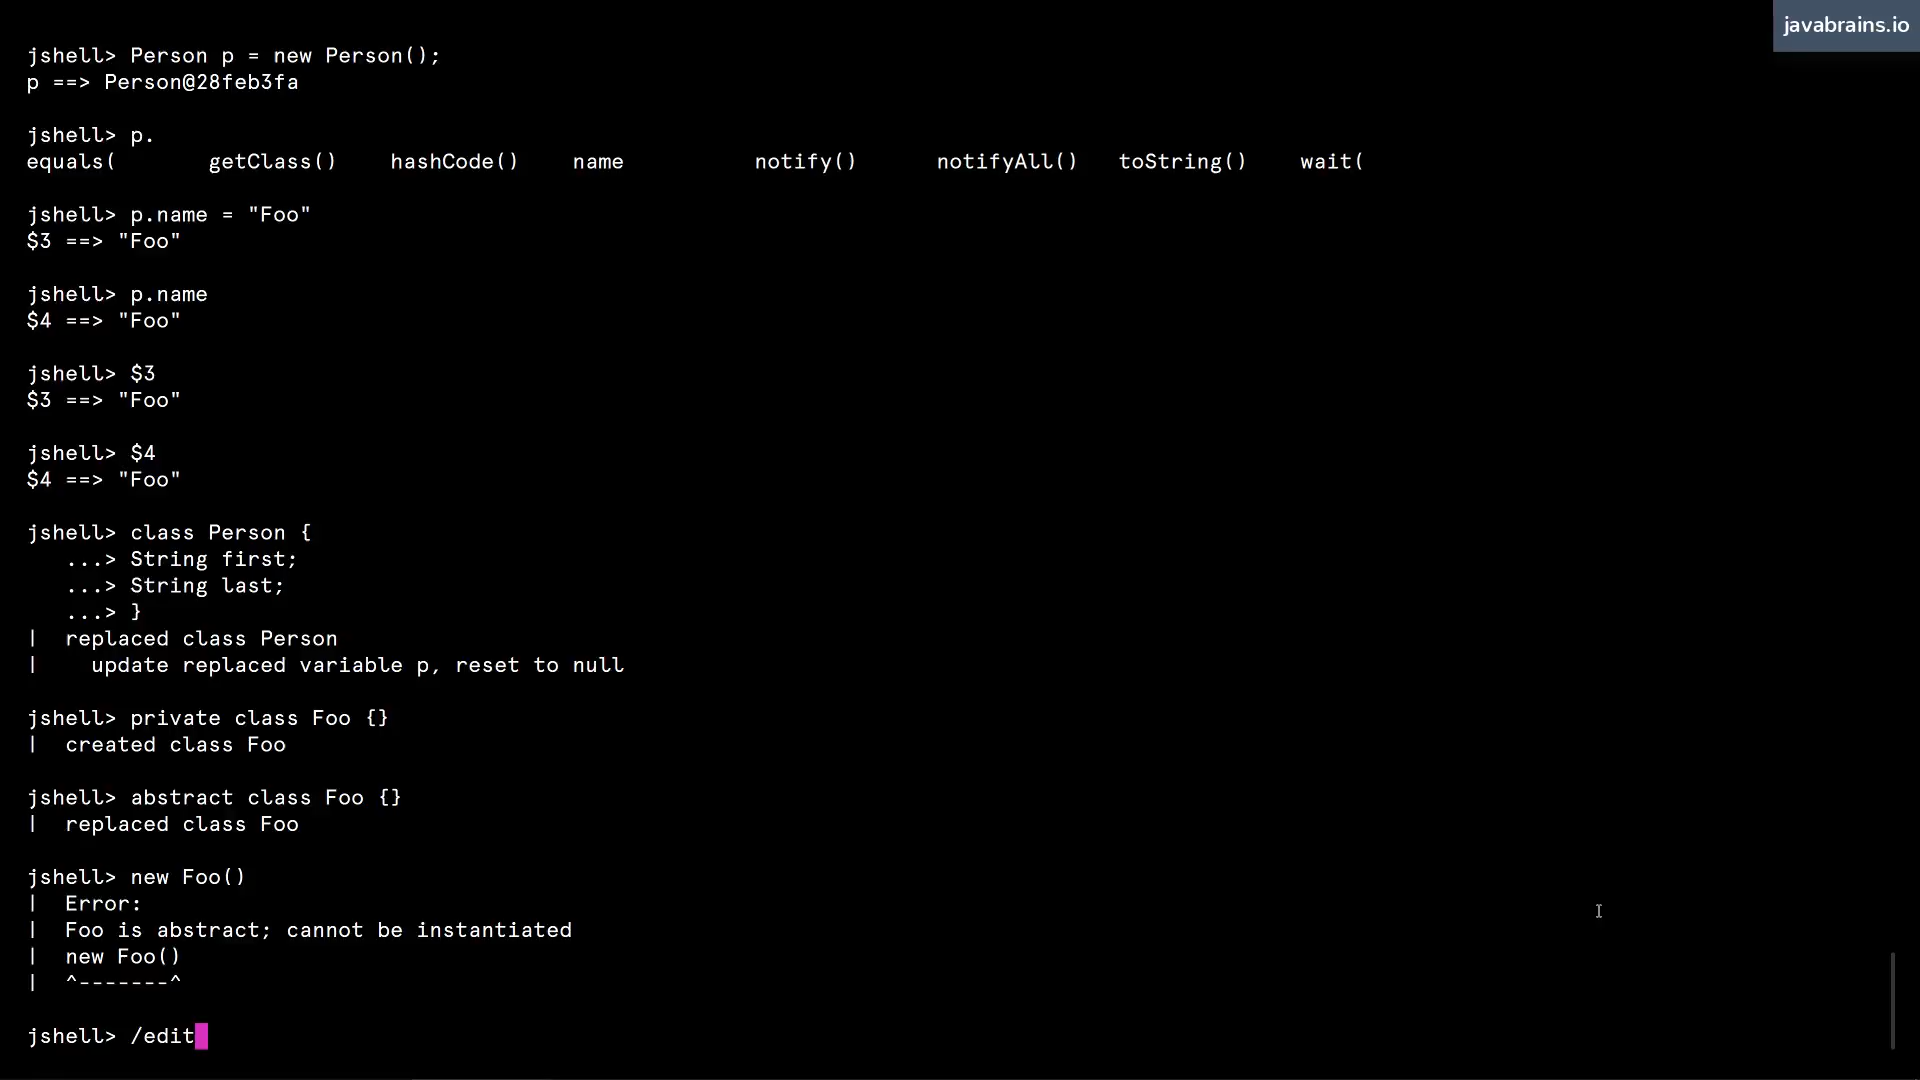 javabrains.io
jshell> Person p = new Person();
p ==> Person@28feb3fa
jshell> p.
equals(       getClass()    hashCode()    name          notify()      notifyAll()   toString()    wait(
jshell> p.name = "Foo"
$3 ==> "Foo"
jshell> p.name
$4 ==> "Foo"
jshell> $3
$3 ==> "Foo"
jshell> $4
$4 ==> "Foo"
jshell> class Person {
   ...> String first;
   ...> String last;
   ...> }
|  replaced class Person
|    update replaced variable p, reset to null
jshell> private class Foo {}
|  created class Foo
jshell> abstract class Foo {}
|  replaced class Foo
jshell> new Foo()
|  Error:
|  Foo is abstract; cannot be instantiated
|  new Foo()
|  ^-------^
jshell> /edit